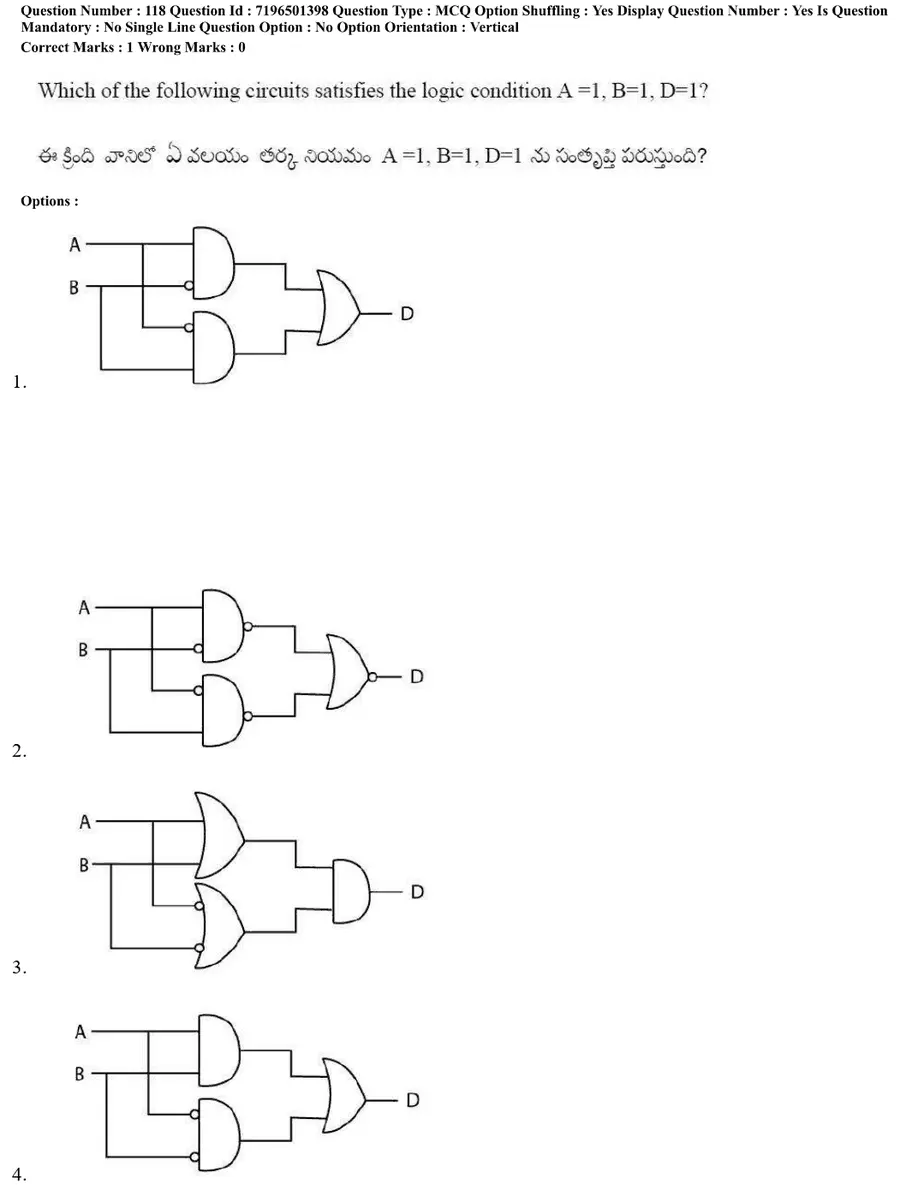 Question Number : 118 Question Id : 7196501398 Question Type : MCQ Option Shuffling : Yes Display Question Number : Yes Is Question
Mandatory : No Single Line Question Option : No Option Orientation : Vertical
Correct Marks : 1 Wrong Marks : 0
Which of the following circuits satisfies the logic condition A =1, B=1, D=1?
ఈ క్రింది వానిలో ఏ వలయం తర్క నియమం A =1, B=1, D=1 ను సంతృప్తి పరుస్తుంది?
Options :
A
B
D
1.
A
B
D
2.
A
B
D
3.
A
B
D
4.